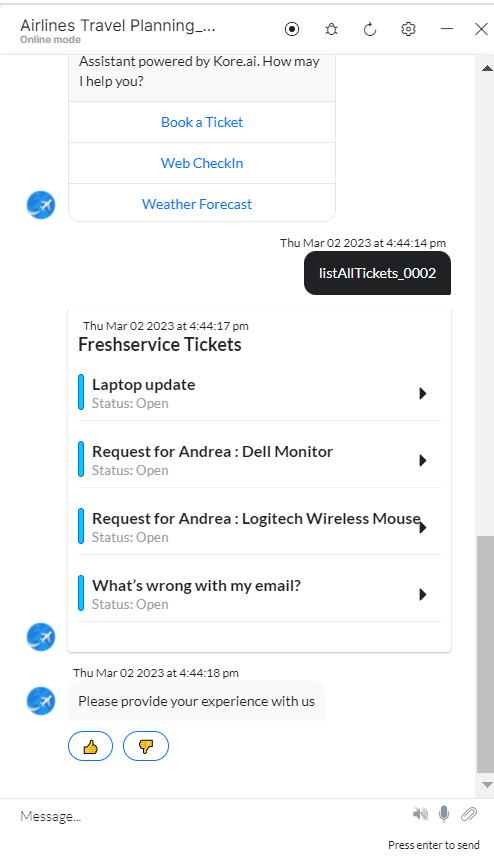 Airlines Travel Planning_...
Online mode
Assistant powered by Kore.ai. How may
I help you?
Book a Ticket
Web CheckIn
Weather Forecast
Thu Mar 02 2023 at 4:44:14 pm
listAllTickets_0002
Thu Mar 02 2023 at 4:44:17 pm
Freshservice Tickets
Laptop update
Status: Open
Request for Andrea : Dell Monitor
Status: Open
Request for Andrea : Logitech Wireless Mouse
Status: Open
What’s wrong with my email?
Status: Open
Thu Mar 02 2023 at 4:44:18 pm
Please provide your experience with us
Message...
Press enter to send